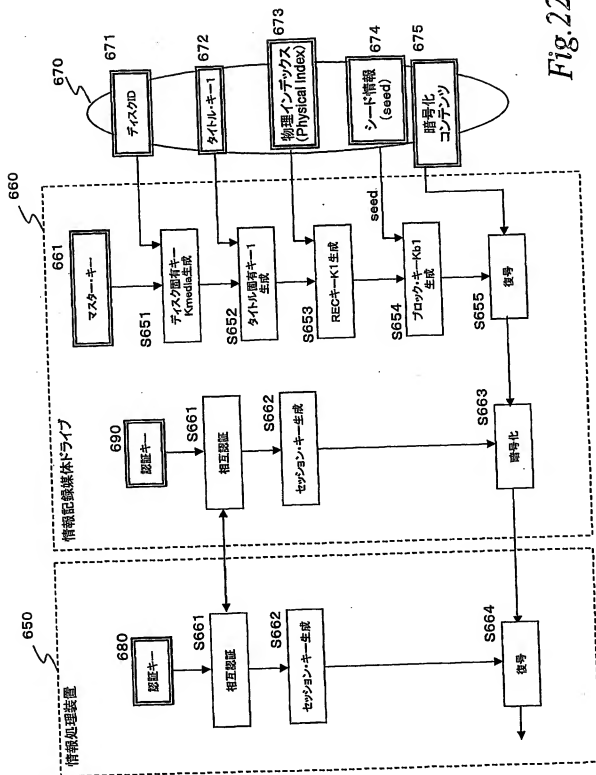 Fig.22
670
671
ディスクID
672
タイトル・キー1
673
物理インデックス
(Physical Index)
674
シード情報
(seed)
675
暗号化
コンテンツ
660
情報記録媒体ドライブ
661
マスター・キー
S651
ディスク固有キー
Kmedia生成
S652
タイトル固有キー1
生成
S653
RECキーK1生成
seed
S654
ブロック・キーKb1
生成
S655
復号
690
認証キー
S661
相互認証
S662
セッション・キー生成
S663
暗号化
650
情報処理装置
680
認証キー
S661
相互認証
S662
セッション・キー生成
S664
復号